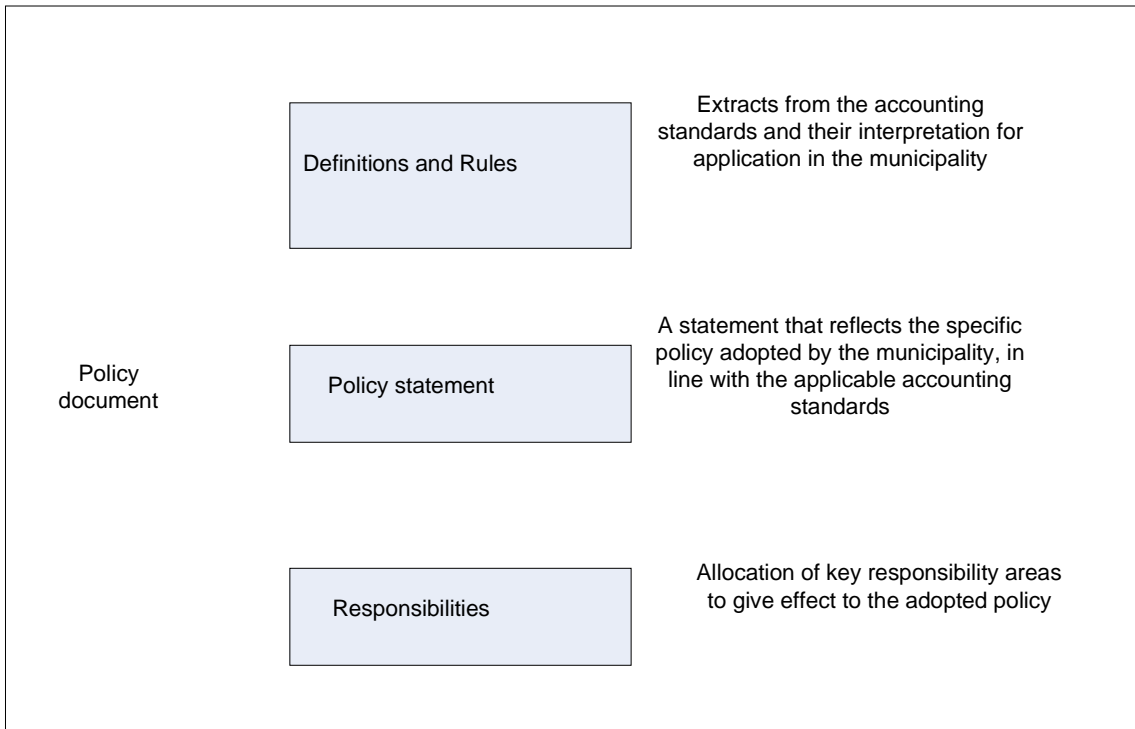 Definitions and Rules
Extracts from the accounting
standards and their interpretation for
application in the municipality
Policy
document
Policy statement
A statement that reflects the specific
policy adopted by the municipality, in
line with the applicable accounting
standards
Responsibilities
Allocation of key responsibility areas
to give effect to the adopted policy